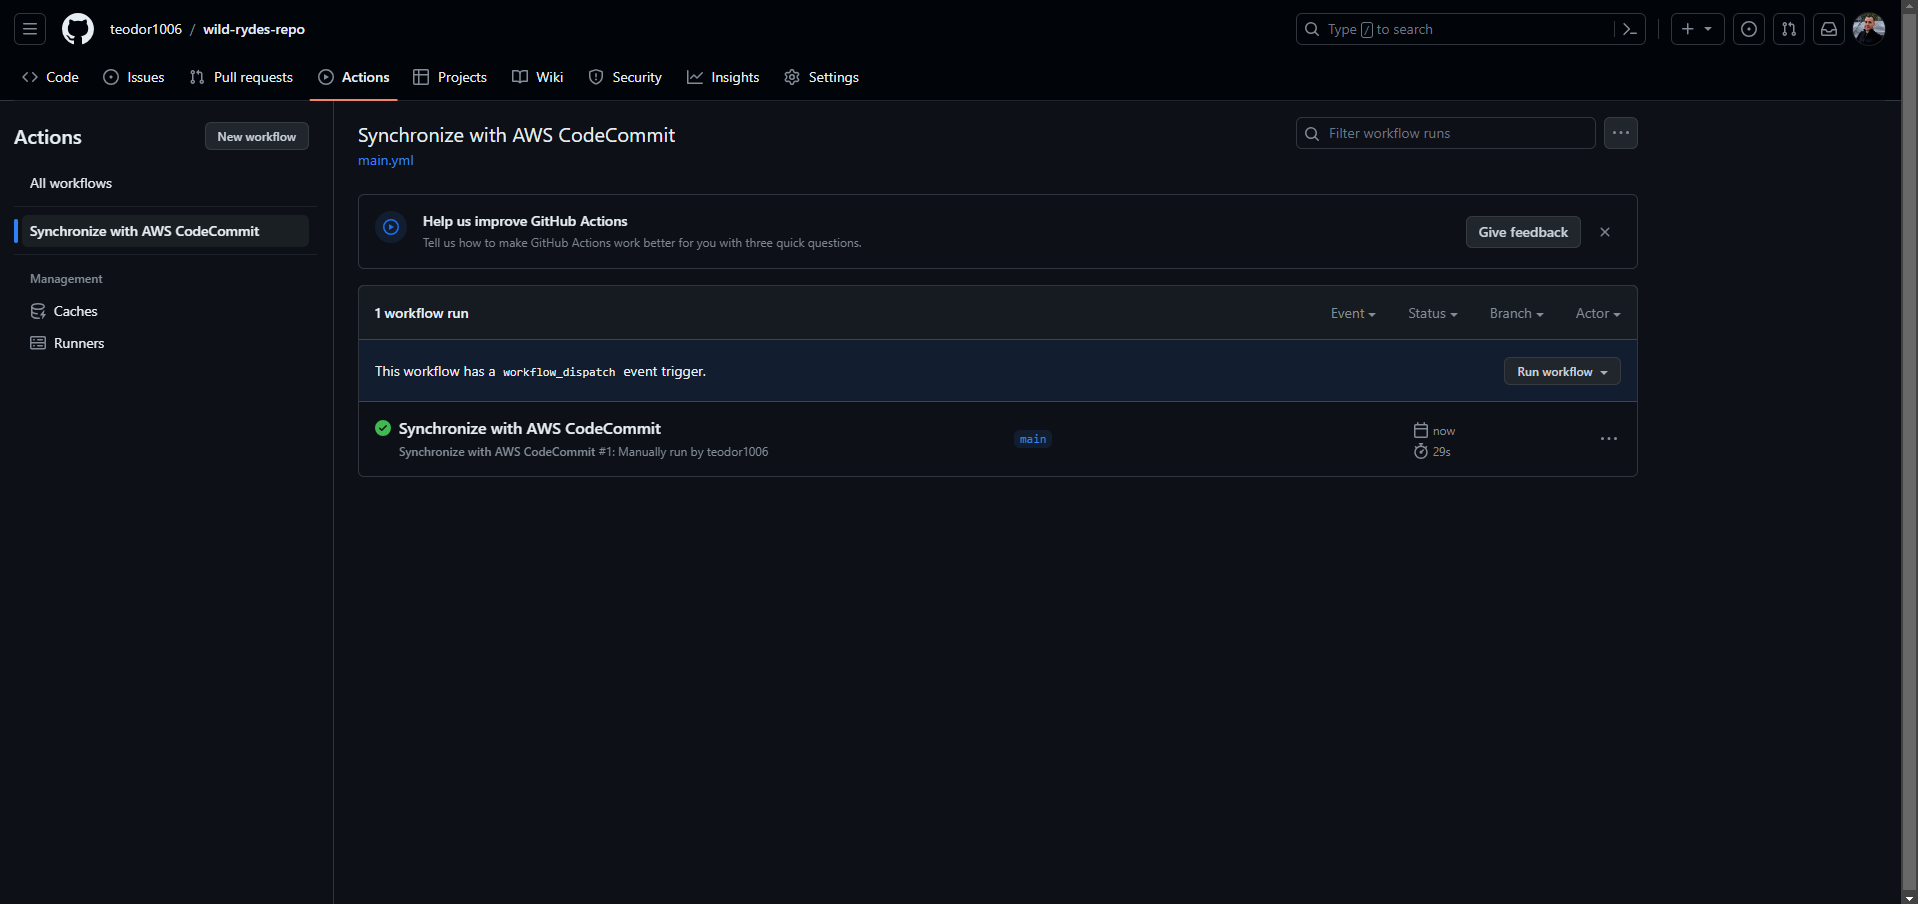 teodor1006 / wild-rydes-repo
Type / to search
Code
Issues
Pull requests
Actions
Projects
Wiki
Security
Insights
Settings
Actions
New workflow
All workflows
Synchronize with AWS CodeCommit
Management
Caches
Runners
Synchronize with AWS CodeCommit
main.yml
Filter workflow runs
Help us improve GitHub Actions
Tell us how to make GitHub Actions work better for you with three quick questions.
Give feedback
1 workflow run
Event
Status
Branch
Actor
This workflow has a workflow_dispatch event trigger.
Run workflow
Synchronize with AWS CodeCommit
Synchronize with AWS CodeCommit #1: Manually run by teodor1006
main
now
29s